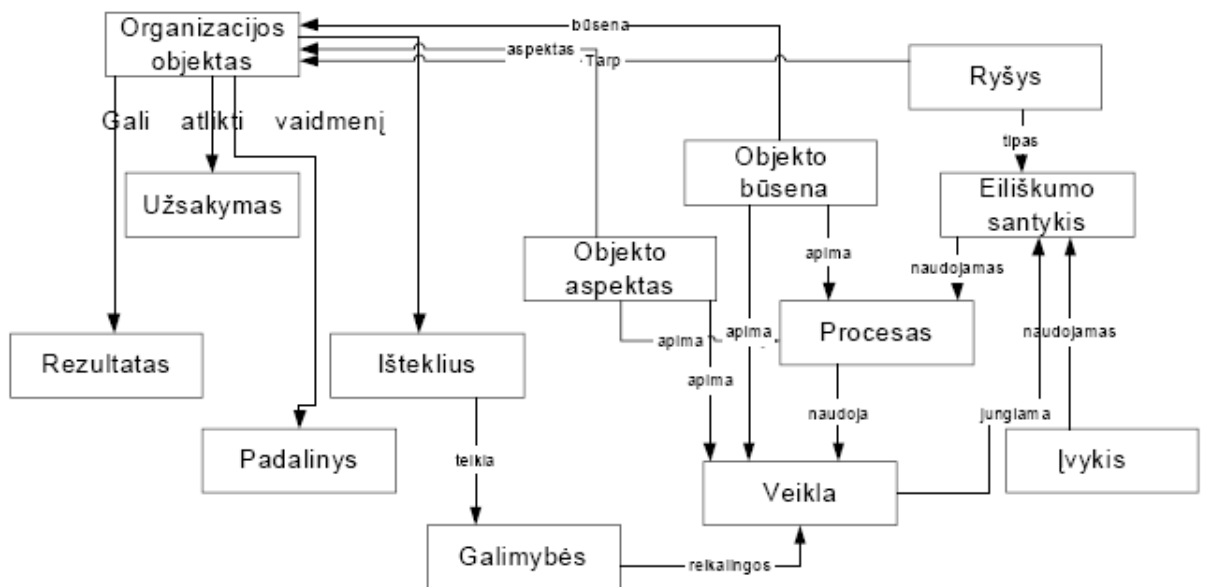 būsena
Organizacijos
objektas
aspektas
Tarp
Ryšys
Gali atlikti vaidmenį
tipas
Objekto
būsena
Eiliškumo
santykis
Užsakymas
Objekto
aspektas
apima
naudojamas
Procesas
Rezultatas
Išteklius
apima
apima
naudojamas
apima
naudoja
jungiama
Padalinys
teikia
Įvykis
Veikla
Galimybės
reikalingos